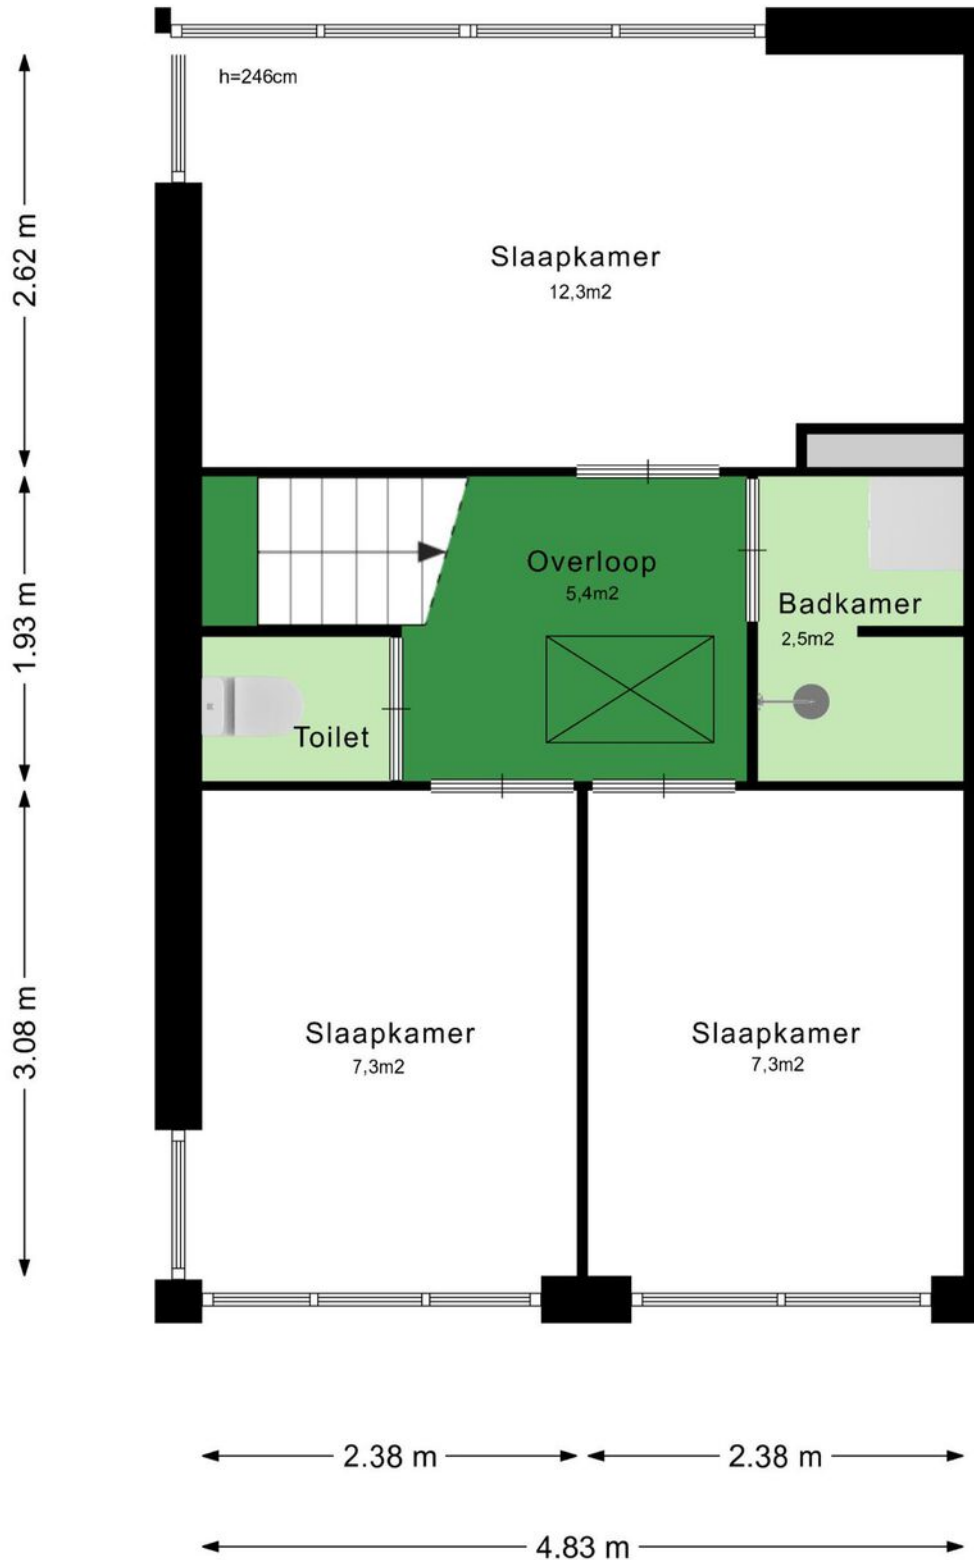 h=246cm
2.62 m
Slaapkamer
12,3m2
1.93 m
Overloop
5,4m2
Badkamer
2,5m2
Toilet
3.08 m
Slaapkamer
7,3m2
Slaapkamer
7,3m2
2.38 m
2.38 m
4.83 m